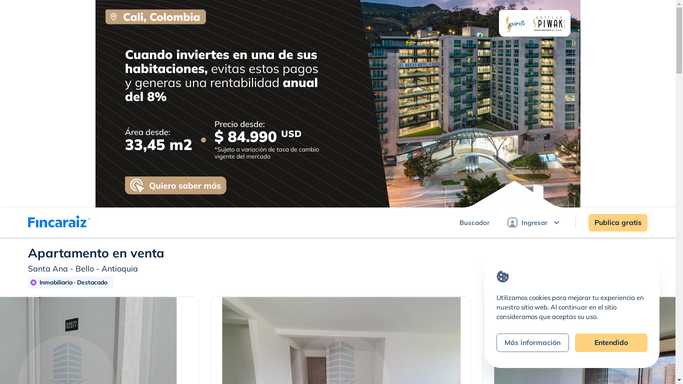 Cali, Colombia
Spirito
HOTELES
SPIWAK
Cuando inviertes en una de sus
habitaciones, evitas estos pagos
y generas una rentabilidad anual
del 8%
Área desde:
33,45 m2
Precio desde:
$ 84.990 USD
*Sujeto a variación de tasa de cambio
vigente del mercado
Quiero saber más
Fincaraiz
Buscador
Ingresar
Publica gratis
Apartamento en venta
Santa Ana - Bello - Antioquia
Inmobiliaria - Destacado
Utilizamos cookies para mejorar tu experiencia en
nuestro sitio web. Al continuar en el sitio
consideramos que aceptas su uso.
Más información
Entendido